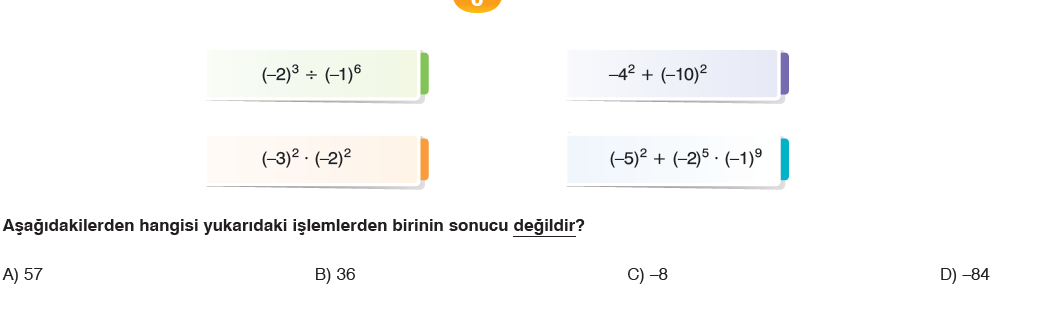 (–2)³ ÷ (–1)⁶
–4² + (–10)²
(–3)² · (–2)²
(–5)² + (–2)⁵ · (–1)⁹
Aşağıdakilerden hangisi yukarıdaki işlemlerden birinin sonucu değildir?
A) 57 B) 36 C) –8 D) –84